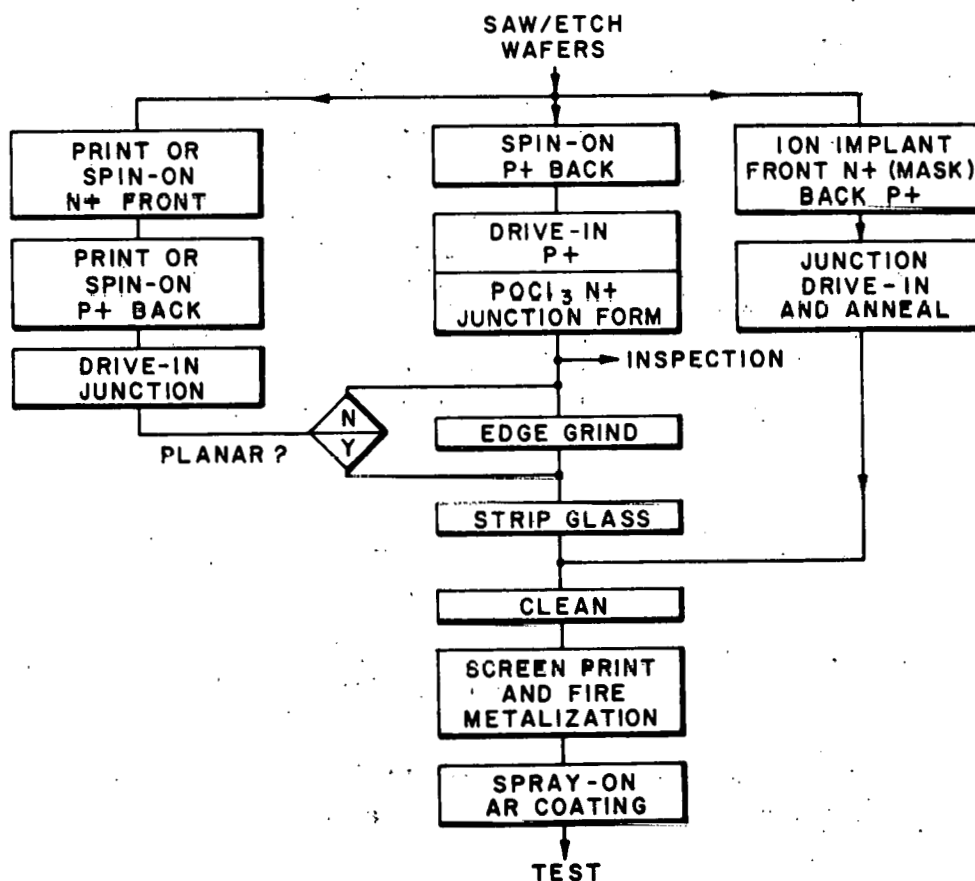 SAW/ETCH
WAFERS
PRINT OR
SPIN-ON
N+ FRONT
PRINT OR
SPIN-ON
P+ BACK
DRIVE-IN
JUNCTION
PLANAR ?
N
Y
SPIN-ON
P+ BACK
DRIVE-IN
P+
POCl₃ N+
JUNCTION FORM
INSPECTION
EDGE GRIND
STRIP GLASS
ION IMPLANT
FRONT N+ (MASK)
BACK P+
JUNCTION
DRIVE-IN
AND ANNEAL
CLEAN
SCREEN PRINT
AND FIRE
METALIZATION
SPRAY-ON
AR COATING
TEST